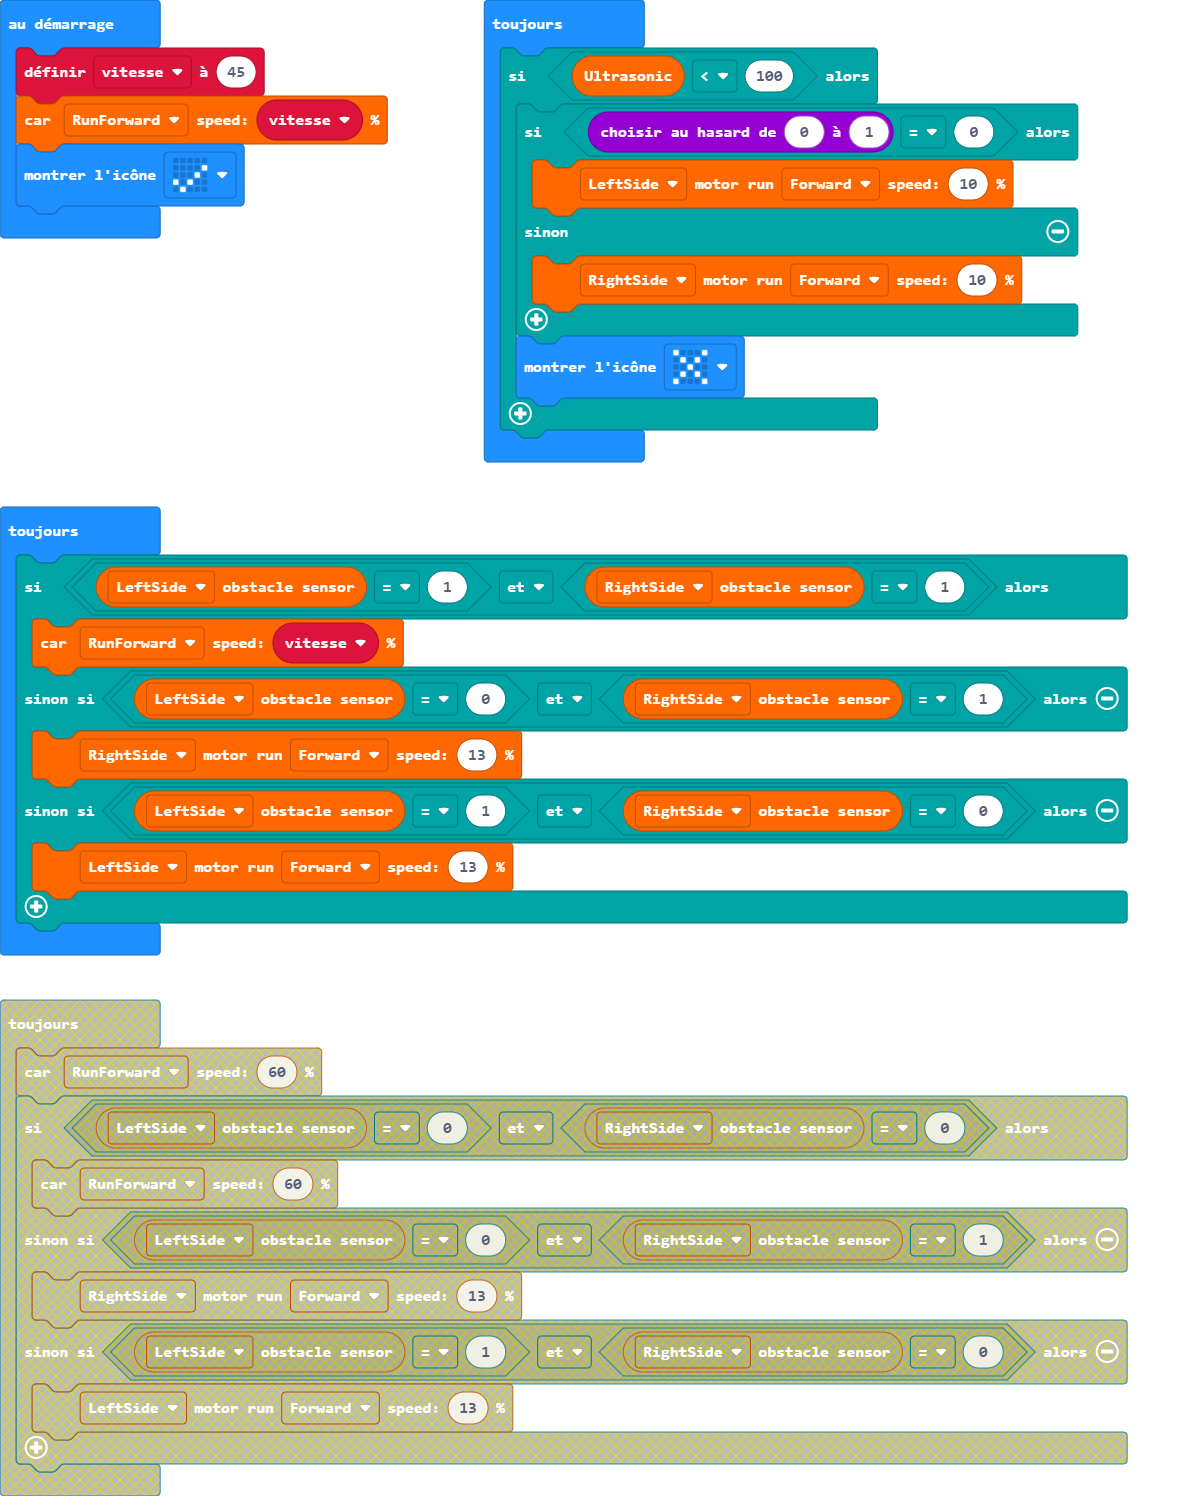 au démarrage
définir vitesse à 45
car RunForward speed: vitesse %
montrer l'icône
toujours
si Ultrasonic < 100 alors
si choisir au hasard de 0 à 1 = 0 alors
LeftSide motor run Forward speed: 10 %
sinon
RightSide motor run Forward speed: 10 %
montrer l'icône
toujours
si LeftSide obstacle sensor = 1 et RightSide obstacle sensor = 1 alors
car RunForward speed: vitesse %
sinon si LeftSide obstacle sensor = 0 et RightSide obstacle sensor = 1 alors
RightSide motor run Forward speed: 13 %
sinon si LeftSide obstacle sensor = 1 et RightSide obstacle sensor = 0 alors
LeftSide motor run Forward speed: 13 %
toujours
car RunForward speed: 60 %
si LeftSide obstacle sensor = 0 et RightSide obstacle sensor = 0 alors
car RunForward speed: 60 %
sinon si LeftSide obstacle sensor = 0 et RightSide obstacle sensor = 1 alors
RightSide motor run Forward speed: 13 %
sinon si LeftSide obstacle sensor = 1 et RightSide obstacle sensor = 0 alors
LeftSide motor run Forward speed: 13 %